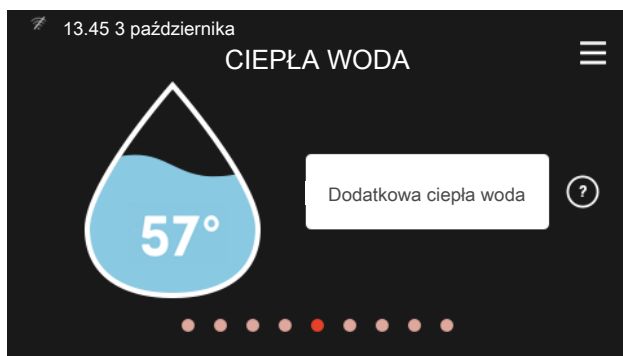 13.45 3 października
CIEPŁA WODA
57°
Dodatkowa ciepła woda
?